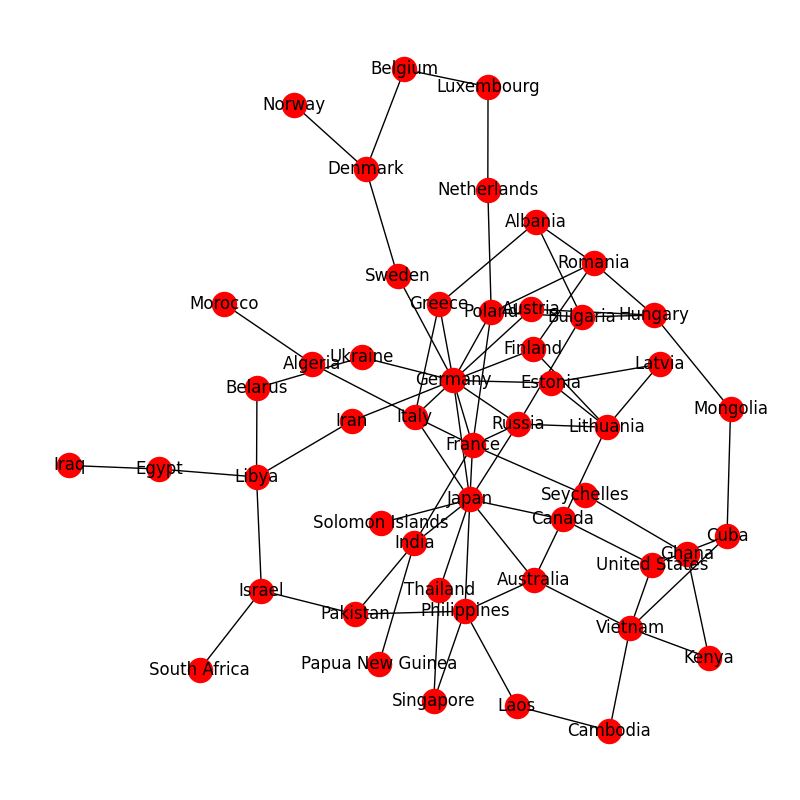 Belgium
Luxembourg
Norway
Denmark
Netherlands
Albania
Romania
Sweden
Morocco
Greece
Poland
Austria
Bulgaria
Hungary
Finland
Ukraine
Algeria
Latvia
Germany
Estonia
Belarus
Mongolia
Italy
Iran
Russia
Lithuania
France
Iraq
Egypt
Libya
Seychelles
Japan
Solomon Islands
Canada
Cuba
India
Ghana
United States
Australia
Israel
Thailand
Pakistan
Philippines
Vietnam
Kenya
Papua New Guinea
South Africa
Singapore
Laos
Cambodia